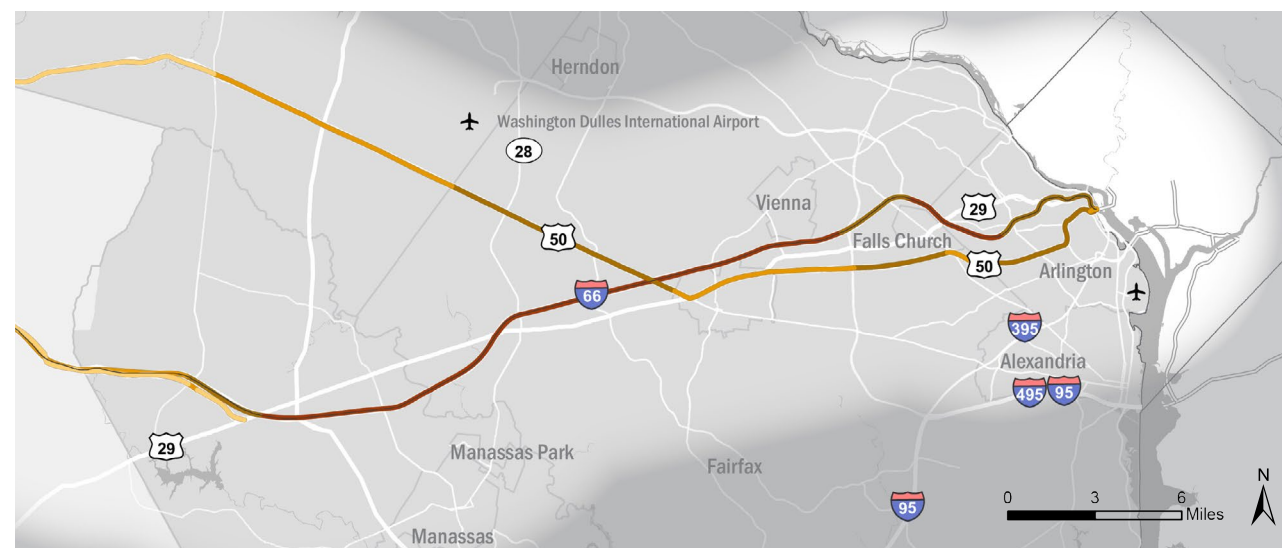 Herndon
Washington Dulles International Airport
28
Vienna
29
50
Falls Church
50
Arlington
66
395
Alexandria
495
95
29
Manassas Park
Fairfax
N
0 3 6
Miles
95
Manassas